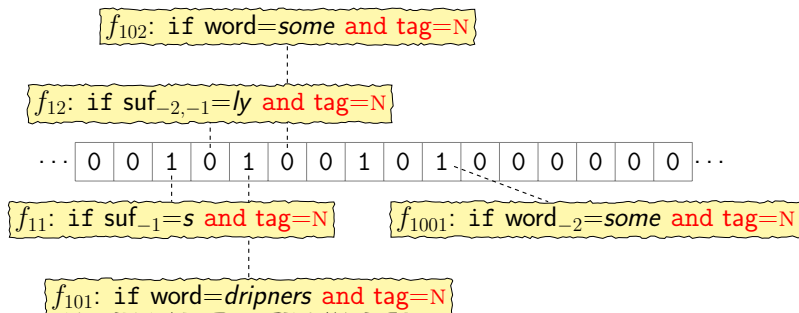 f₁₀₂: if word=some and tag=N
f₁₂: if suf₋₂,₋₁=ly and tag=N
··· 0 0 1 0 1 0 0 1 0 1 0 0 0 0 0 0 ···
f₁₁: if suf₋₁=s and tag=N
f₁₀₀₁: if word₋₂=some and tag=N
f₁₀₁: if word=dripners and tag=N